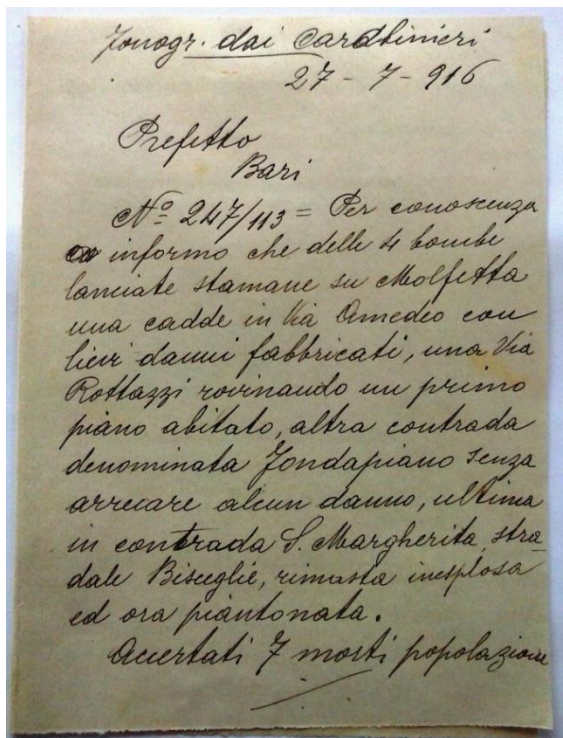 Fonogr. dai Carabinieri
27 - 7 - 916
Prefetto
Bari
Nº 247/113 = Per conoscenza
informo che delle 4 bombe
lanciate stamane su Molfetta
una cadde in Via Amedeo con
lievi danni fabbricati, una Via
Rottazzi rovinando un primo
piano abitato, altra contrada
denominata Fondapiano senza
arrecare alcun danno, ultima
in contrada S. Margherita, stra-
dale Bisceglie, rimasta inesplosa
ed ora piantonata.
Accertati 7 morti popolazione